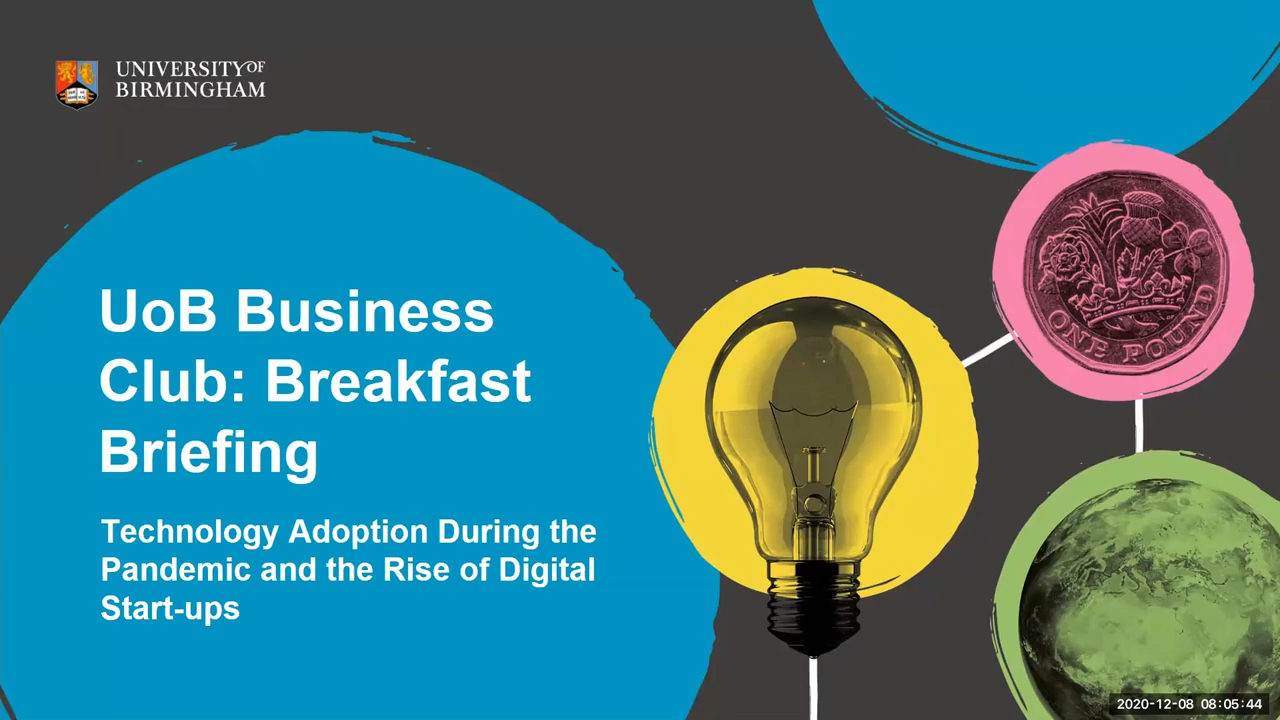 UNIVERSITY OF
BIRMINGHAM
UoB Business
Club: Breakfast
Briefing
Technology Adoption During the
Pandemic and the Rise of Digital
Start-ups
ONE POUND
2020-12-08 08:05:44